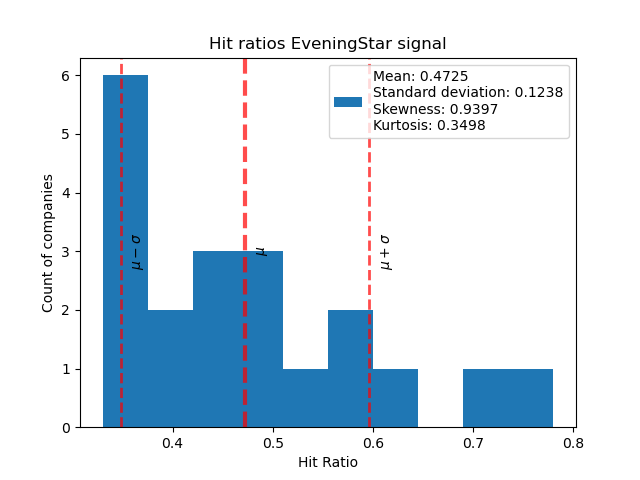 Hit ratios EveningStar signal
Mean: 0.4725
Standard deviation: 0.1238
Skewness: 0.9397
Kurtosis: 0.3498
Count of companies
6
5
4
3
2
1
0
μ − σ
μ
μ + σ
0.4 0.5 0.6 0.7 0.8
Hit Ratio